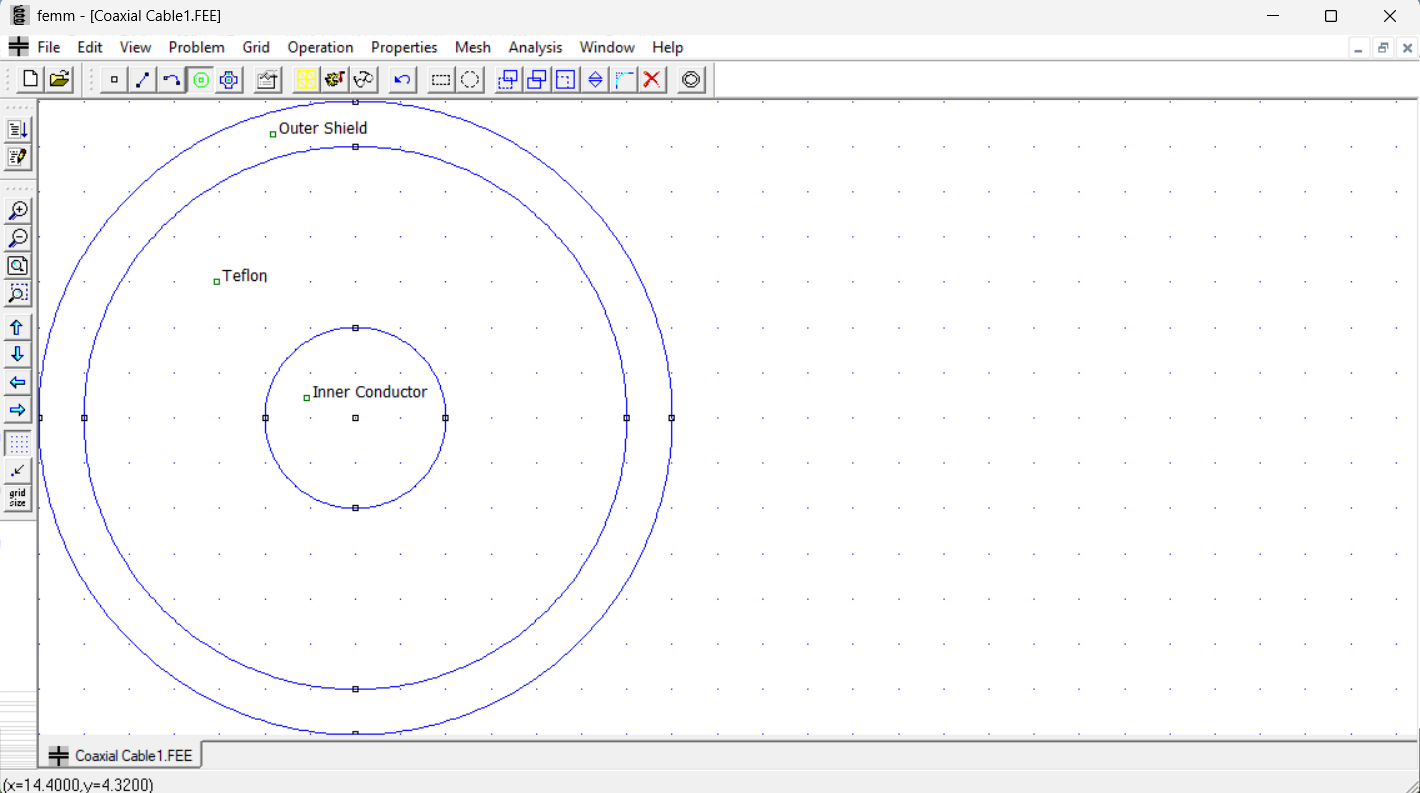 femm - [Coaxial Cable1.FEE]
File Edit View Problem Grid Operation Properties Mesh Analysis Window Help
Outer Shield
Teflon
Inner Conductor
grid
size
Coaxial Cable1.FEE
(x=14.4000,y=4.3200)